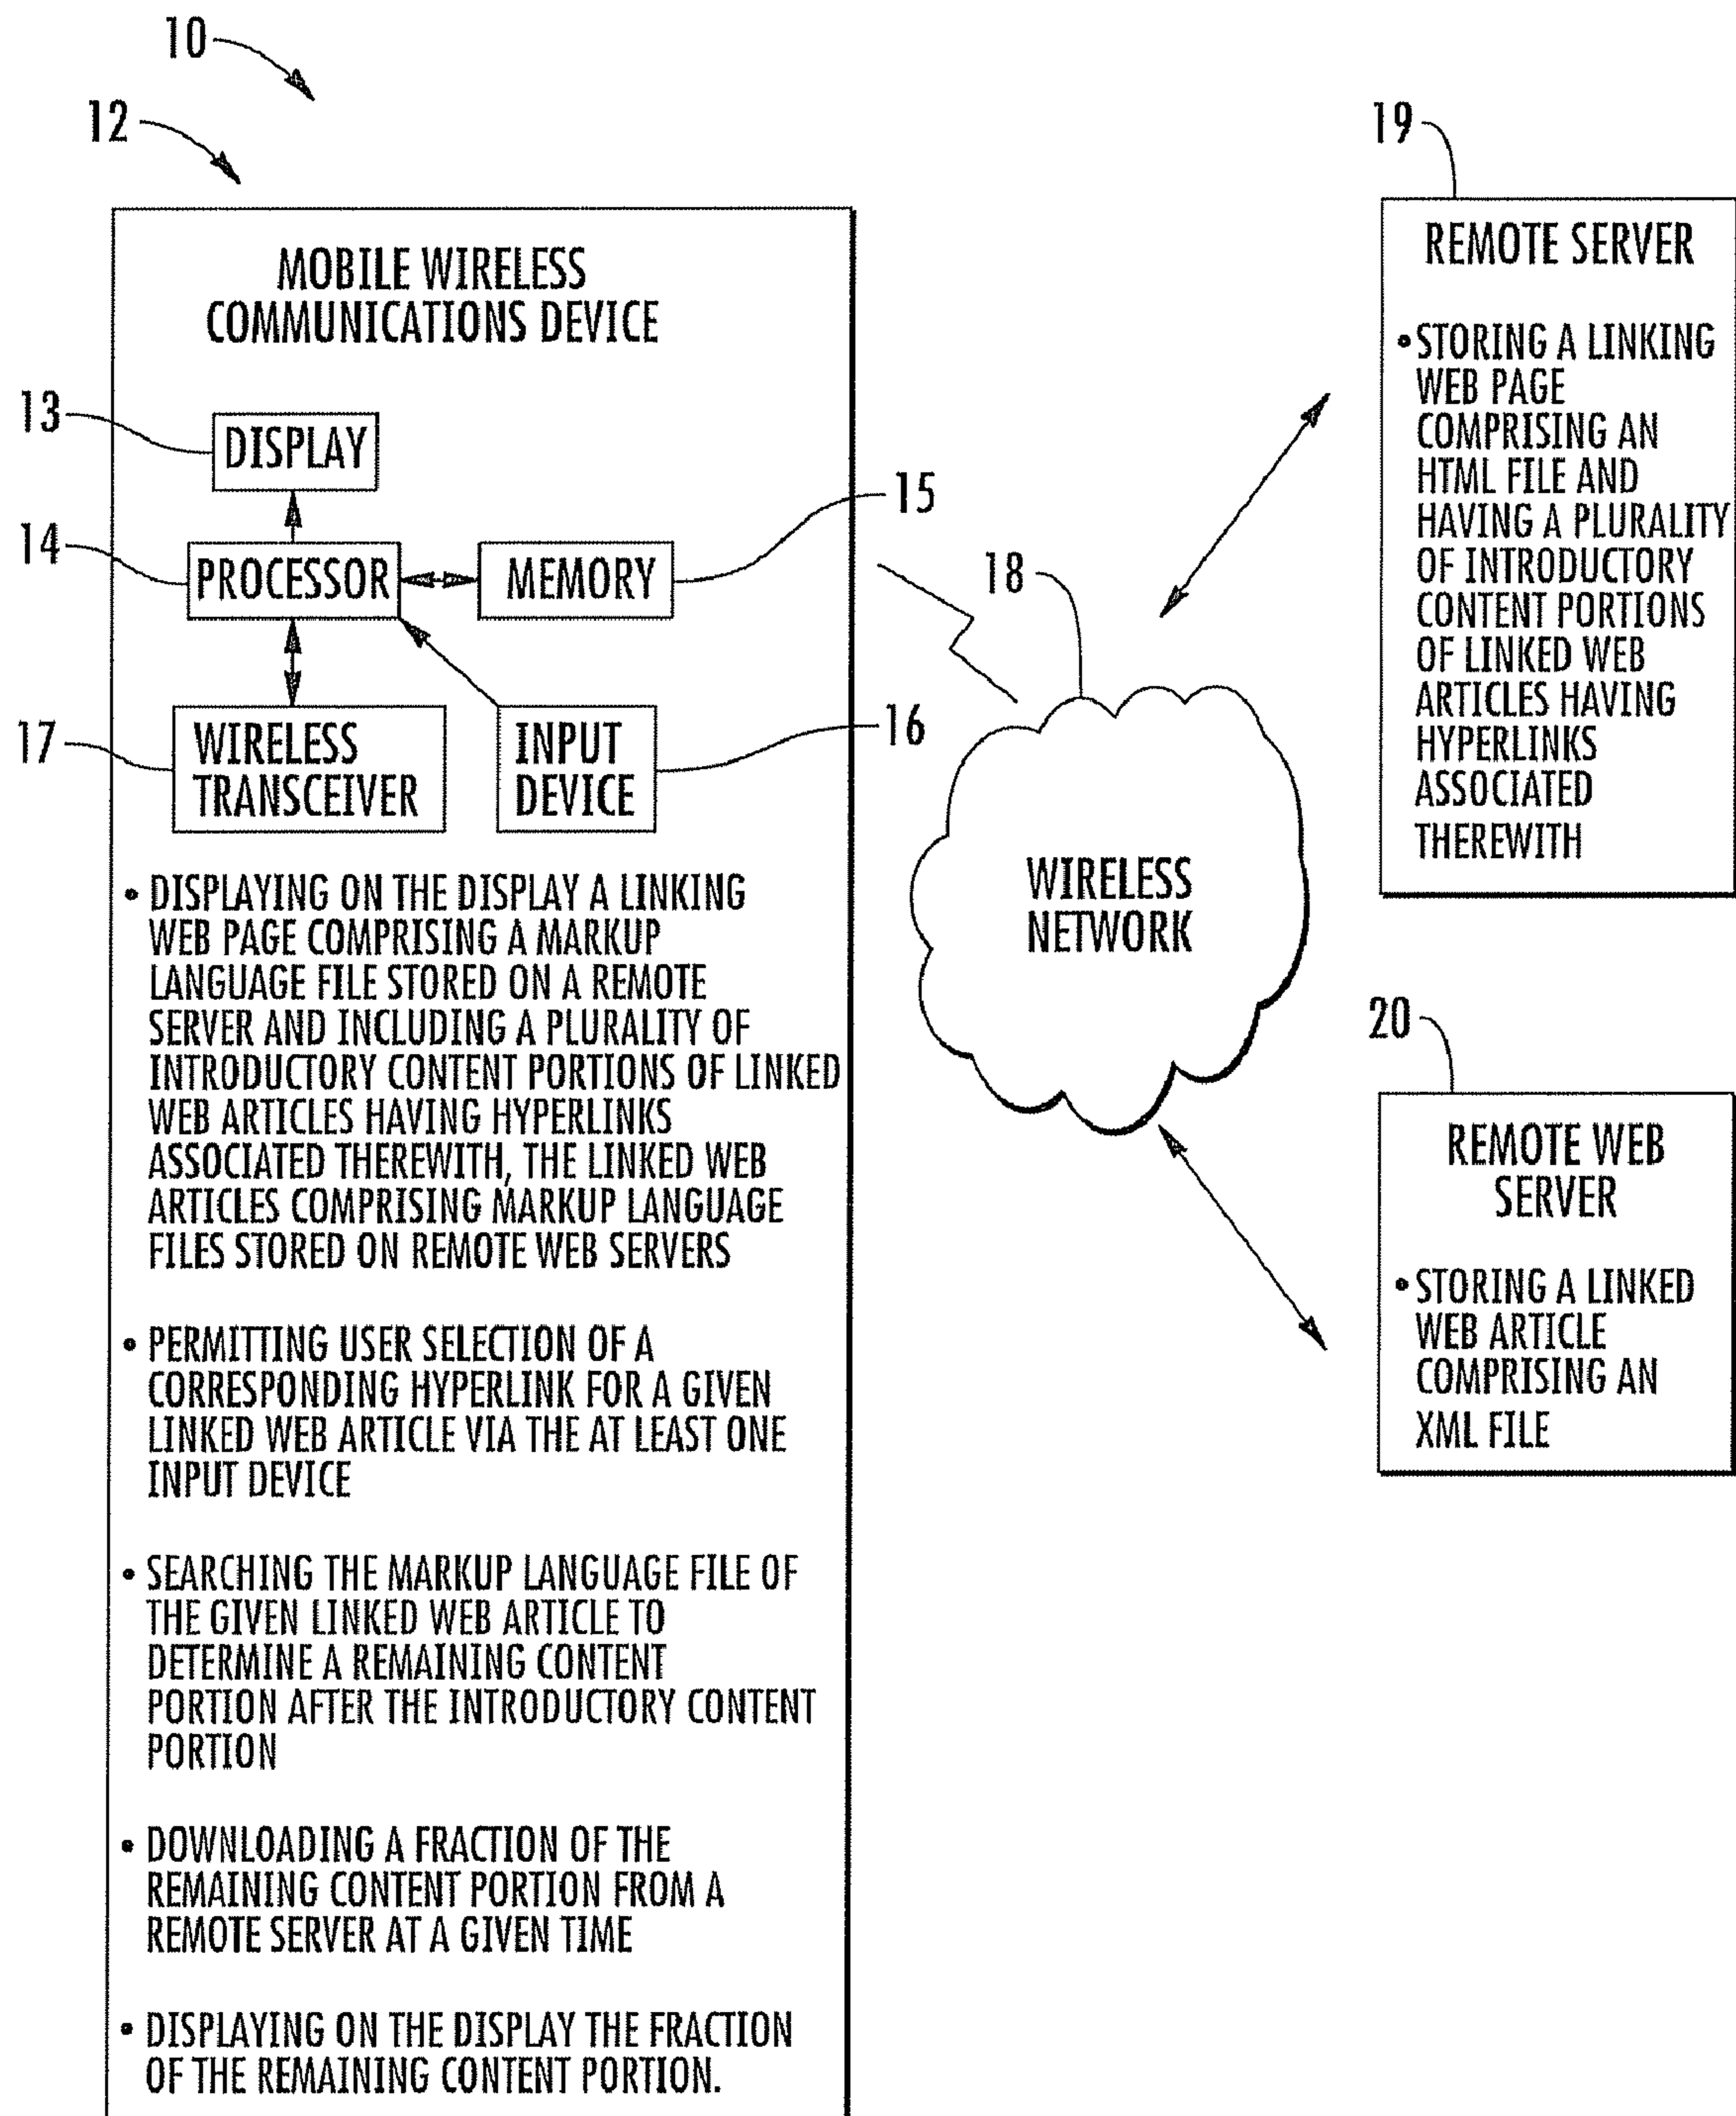 10
12
MOBILE WIRELESS
COMMUNICATIONS DEVICE
13
DISPLAY
14
PROCESSOR
MEMORY
15
17
WIRELESS
TRANSCEIVER
INPUT
DEVICE
16
• DISPLAYING ON THE DISPLAY A LINKING
WEB PAGE COMPRISING A MARKUP
LANGUAGE FILE STORED ON A REMOTE
SERVER AND INCLUDING A PLURALITY OF
INTRODUCTORY CONTENT PORTIONS OF LINKED
WEB ARTICLES HAVING HYPERLINKS
ASSOCIATED THEREWITH, THE LINKED WEB
ARTICLES COMPRISING MARKUP LANGUAGE
FILES STORED ON REMOTE WEB SERVERS
• PERMITTING USER SELECTION OF A
CORRESPONDING HYPERLINK FOR A GIVEN
LINKED WEB ARTICLE VIA THE AT LEAST ONE
INPUT DEVICE
• SEARCHING THE MARKUP LANGUAGE FILE OF
THE GIVEN LINKED WEB ARTICLE TO
DETERMINE A REMAINING CONTENT
PORTION AFTER THE INTRODUCTORY CONTENT
PORTION
• DOWNLOADING A FRACTION OF THE
REMAINING CONTENT PORTION FROM A
REMOTE SERVER AT A GIVEN TIME
• DISPLAYING ON THE DISPLAY THE FRACTION
OF THE REMAINING CONTENT PORTION.
18
WIRELESS
NETWORK
19
REMOTE SERVER
• STORING A LINKING
WEB PAGE
COMPRISING AN
HTML FILE AND
HAVING A PLURALITY
OF INTRODUCTORY
CONTENT PORTIONS
OF LINKED WEB
ARTICLES HAVING
HYPERLINKS
ASSOCIATED
THEREWITH
20
REMOTE WEB
SERVER
• STORING A LINKED
WEB ARTICLE
COMPRISING AN
XML FILE